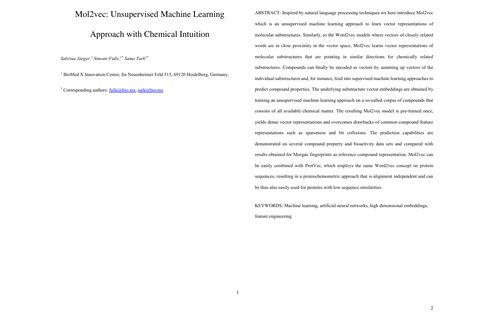 Mol2vec: Unsupervised Machine Learning
Approach with Chemical Intuition
Sabrina Jaeger,† Simone Fulle,†* Samo Turk†*
† BioMed X Innovation Center, Im Neuenheimer Feld 515, 69120 Heidelberg, Germany.
* Corresponding authors: fulle@bio.mx, turk@bio.mx
1
ABSTRACT: Inspired by natural language processing techniques we here introduce Mol2vec
which is an unsupervised machine learning approach to learn vector representations of
molecular substructures. Similarly, to the Word2vec models where vectors of closely related
words are in close proximity in the vector space, Mol2vec learns vector representations of
molecular substructures that are pointing in similar directions for chemically related
substructures. Compounds can finally be encoded as vectors by summing up vectors of the
individual substructures and, for instance, feed into supervised machine learning approaches to
predict compound properties. The underlying substructure vector embeddings are obtained by
training an unsupervised machine learning approach on a so-called corpus of compounds that
consists of all available chemical matter. The resulting Mol2vec model is pre-trained once,
yields dense vector representations and overcomes drawbacks of common compound feature
representations such as sparseness and bit collisions. The prediction capabilities are
demonstrated on several compound property and bioactivity data sets and compared with
results obtained for Morgan fingerprints as reference compound representation. Mol2vec can
be easily combined with ProtVec, which employs the same Word2vec concept on protein
sequences, resulting in a proteochemometric approach that is alignment independent and can
be thus also easily used for proteins with low sequence similarities.
KEYWORDS: Machine learning, artificial neural networks, high dimensional embeddings,
feature engineering
2